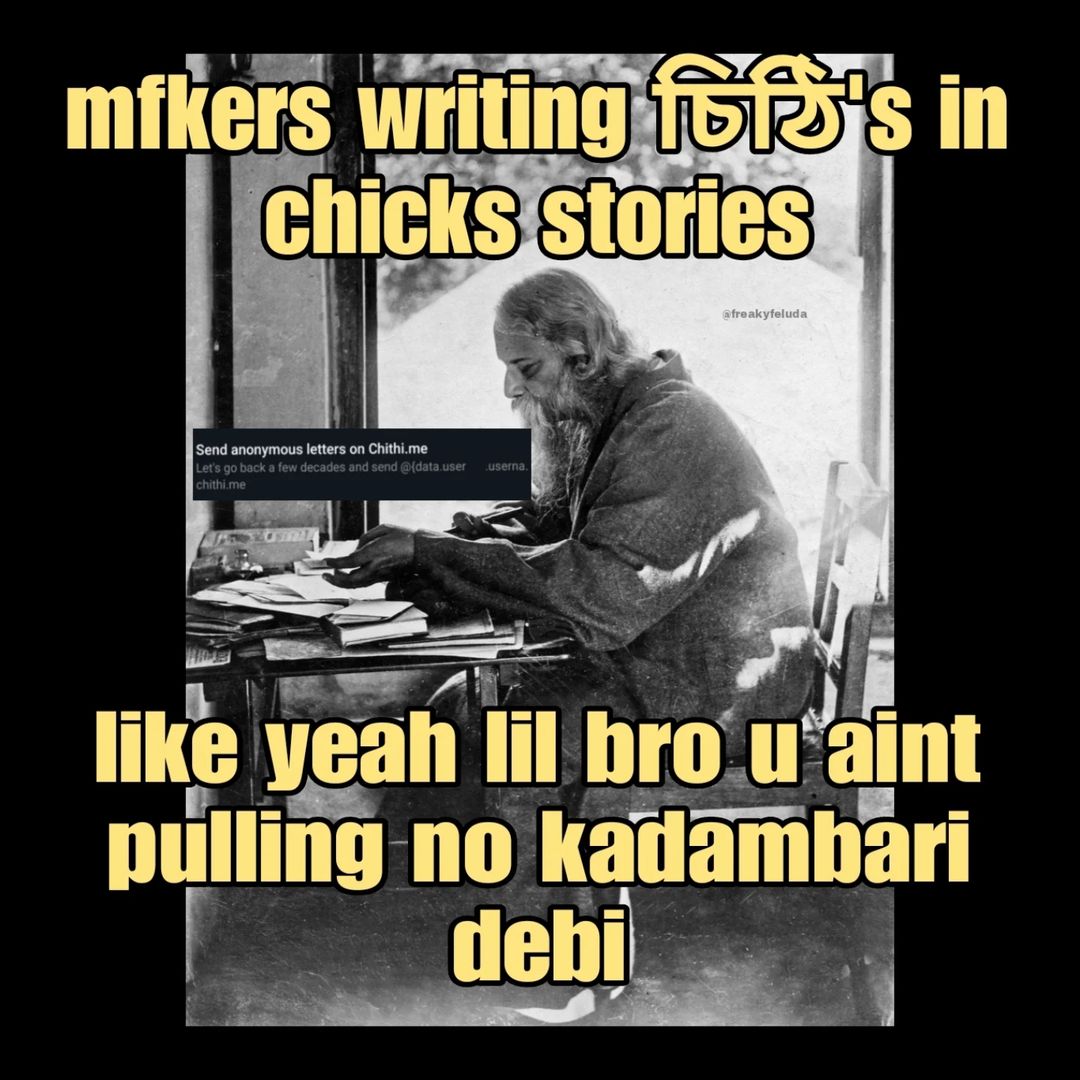 mfkers writing চিঠি's in
chicks stories
@freakyfeluda
Send anonymous letters on Chithi.me
Let's go back a few decades and send @{data.user .userna.
chithi.me
like yeah lil bro u aint
pulling no kadambari
debi